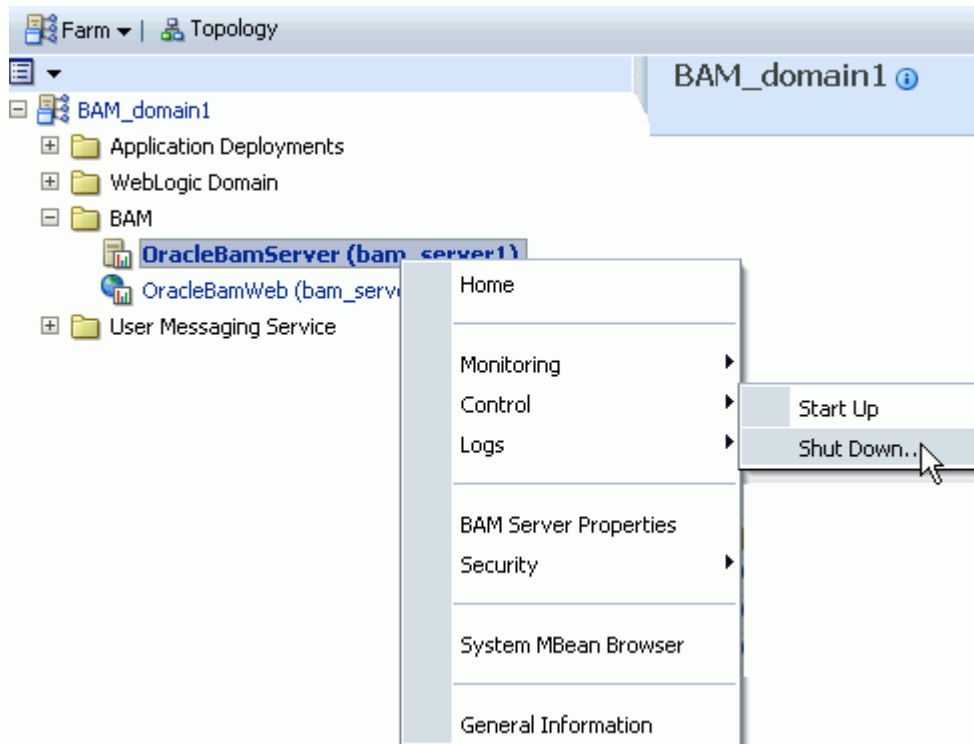 Farm | Topology
BAM_domain1
BAM_domain1
Application Deployments
WebLogic Domain
BAM
OracleBamServer (bam_server1)
OracleBamWeb (bam_serv
User Messaging Service
Home
Monitoring
Control
Logs
BAM Server Properties
Security
System MBean Browser
General Information
Start Up
Shut Down..